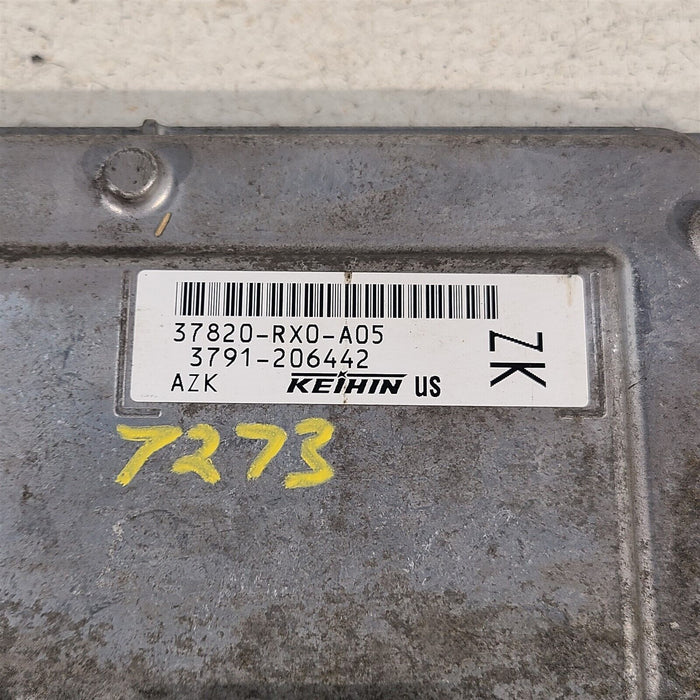 37820-RX0-A05
3791-206442
AZK KEIHIN US
ZK
7273